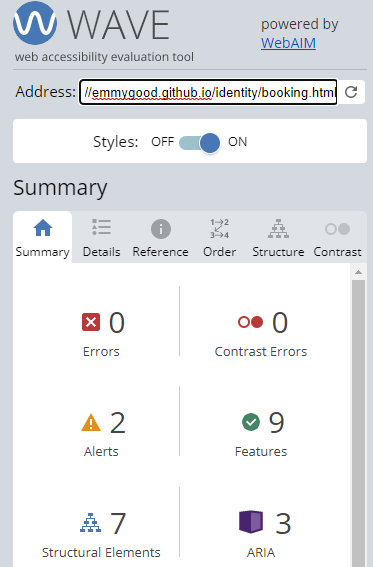 WAVE
powered by
WebAIM
web accessibility evaluation tool
Address: //emmygood.github.io/identity/booking.html
Styles: OFF ON
Summary
Summary Details Reference Order Structure Contrast
0 0
Errors Contrast Errors
2 9
Alerts Features
7 3
Structural Elements ARIA